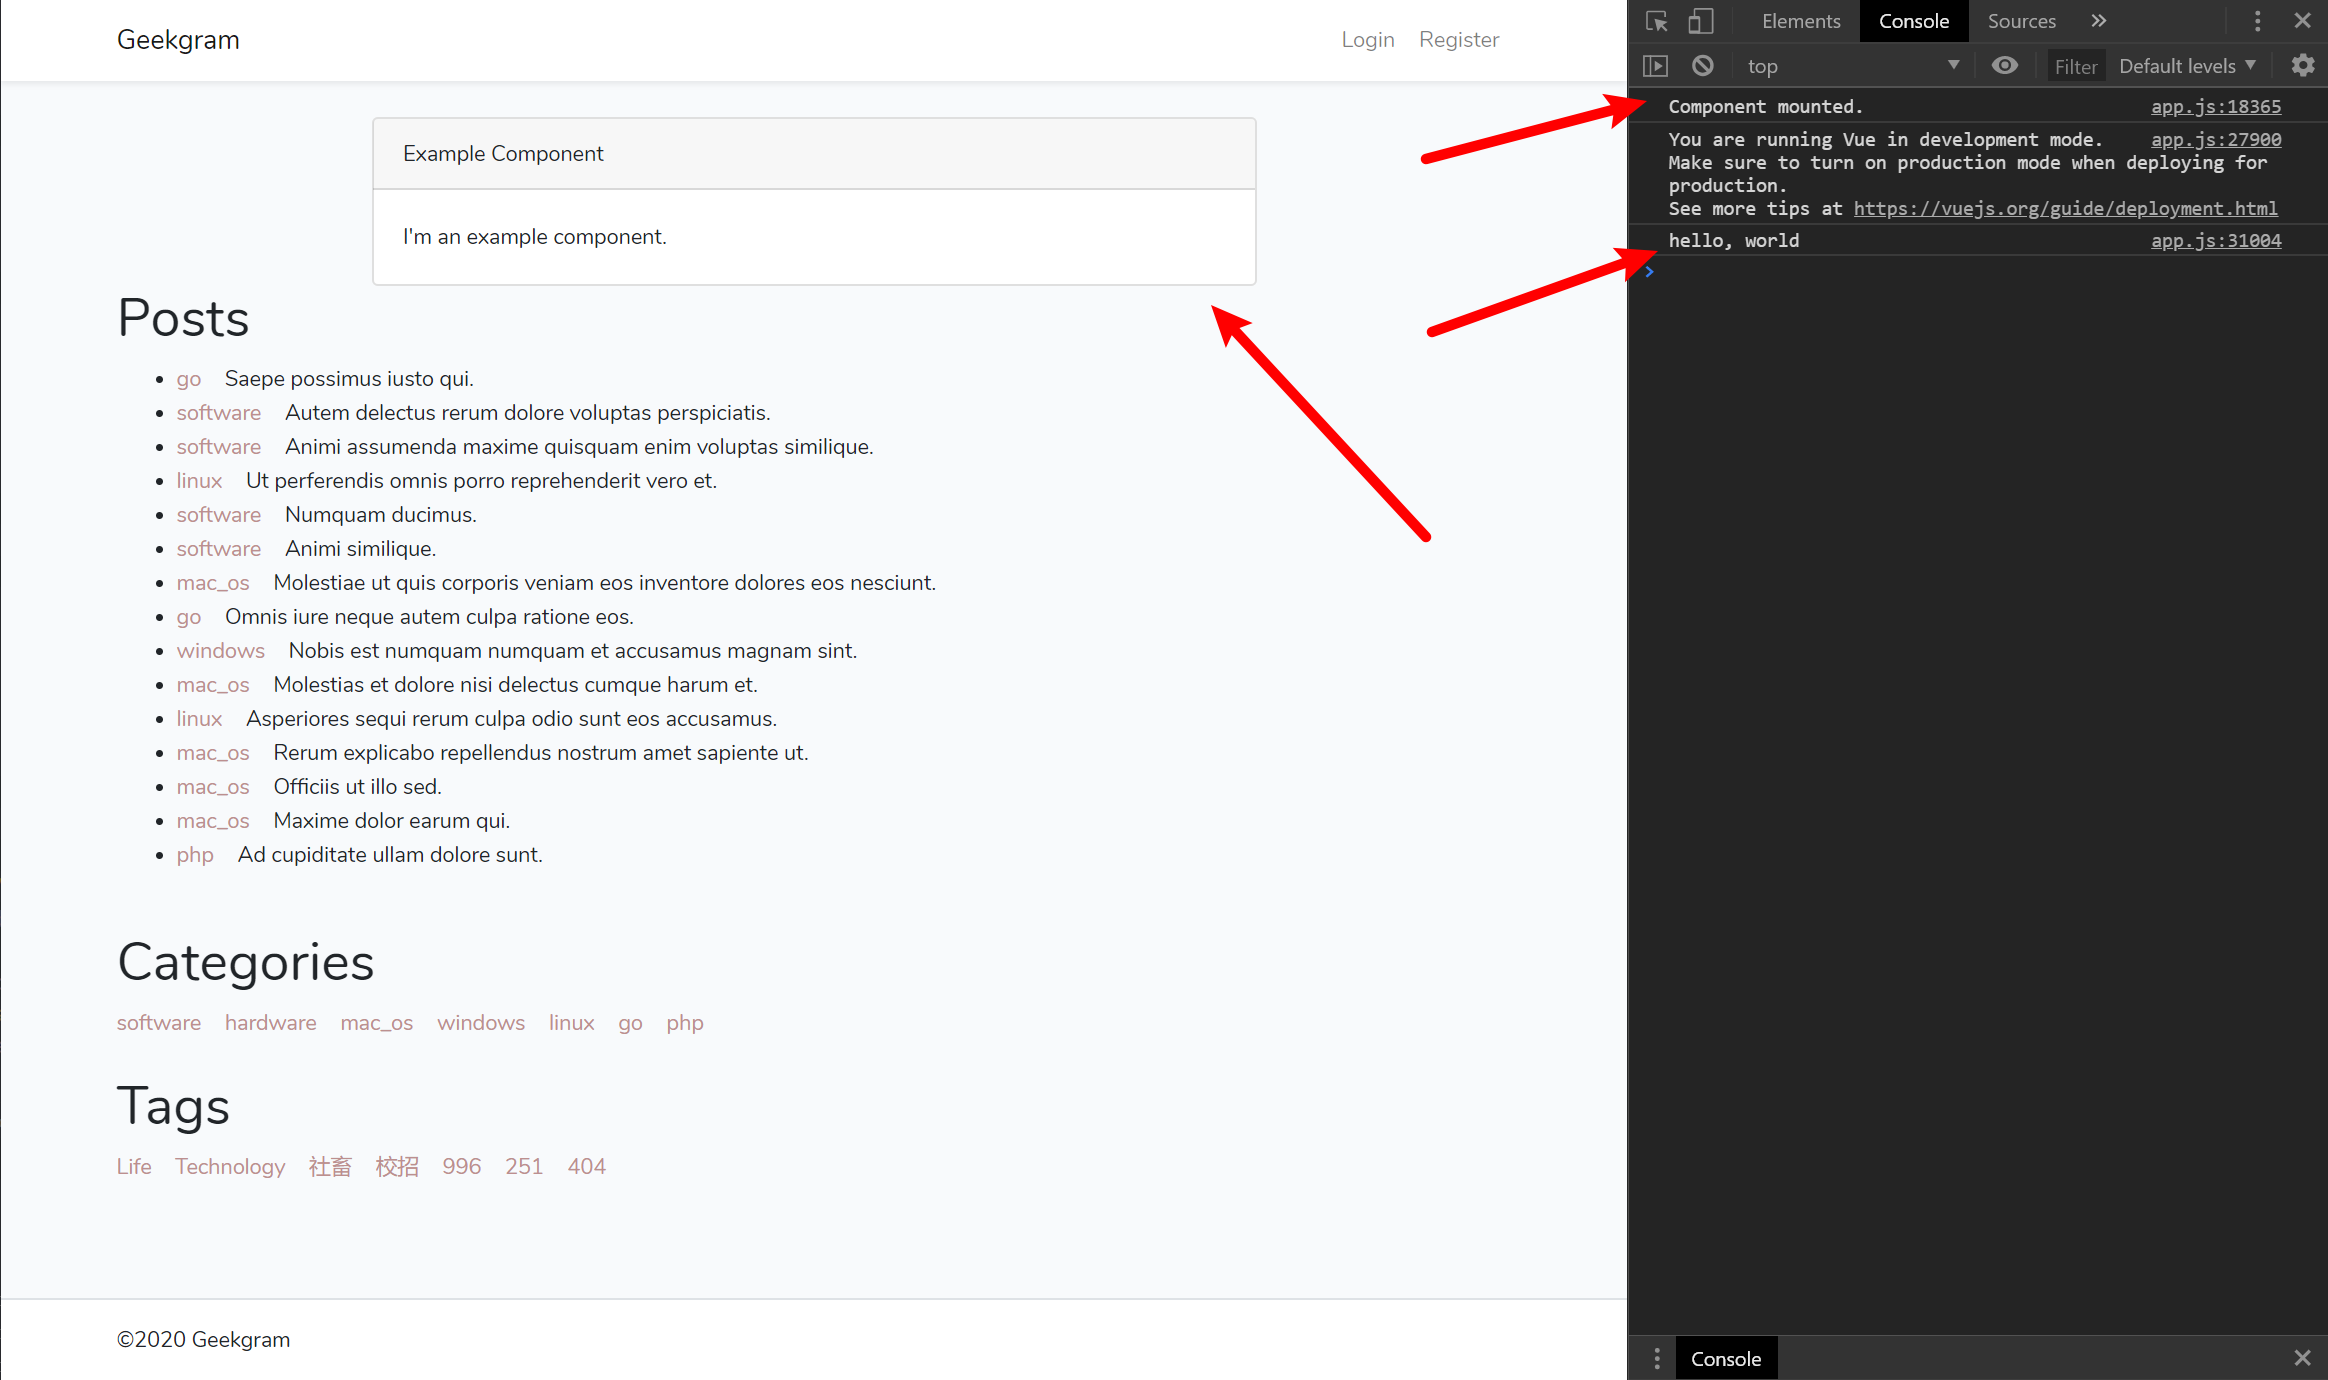 Geekgram
Login Register
Example Component
I'm an example component.
Posts
go Saepe possimus iusto qui.
software Autem delectus rerum dolore voluptas perspiciatis.
software Animi assumenda maxime quisquam enim voluptas similique.
linux Ut perferendis omnis porro reprehenderit vero et.
software Numquam ducimus.
software Animi similique.
mac_os Molestiae ut quis corporis veniam eos inventore dolores eos nesciunt.
go Omnis iure neque autem culpa ratione eos.
windows Nobis est numquam numquam et accusamus magnam sint.
mac_os Molestias et dolore nisi delectus cumque harum et.
linux Asperiores sequi rerum culpa odio sunt eos accusamus.
mac_os Rerum explicabo repellendus nostrum amet sapiente ut.
mac_os Officiis ut illo sed.
mac_os Maxime dolor earum qui.
php Ad cupiditate ullam dolore sunt.
Categories
software hardware mac_os windows linux go php
Tags
Life Technology 社畜 校招 996 251 404
©2020 Geekgram
Elements Console Sources »
top Filter Default levels
Component mounted. app.js:18365
You are running Vue in development mode. app.js:27900
Make sure to turn on production mode when deploying for
production.
See more tips at https://vuejs.org/guide/deployment.html
hello, world app.js:31004
Console